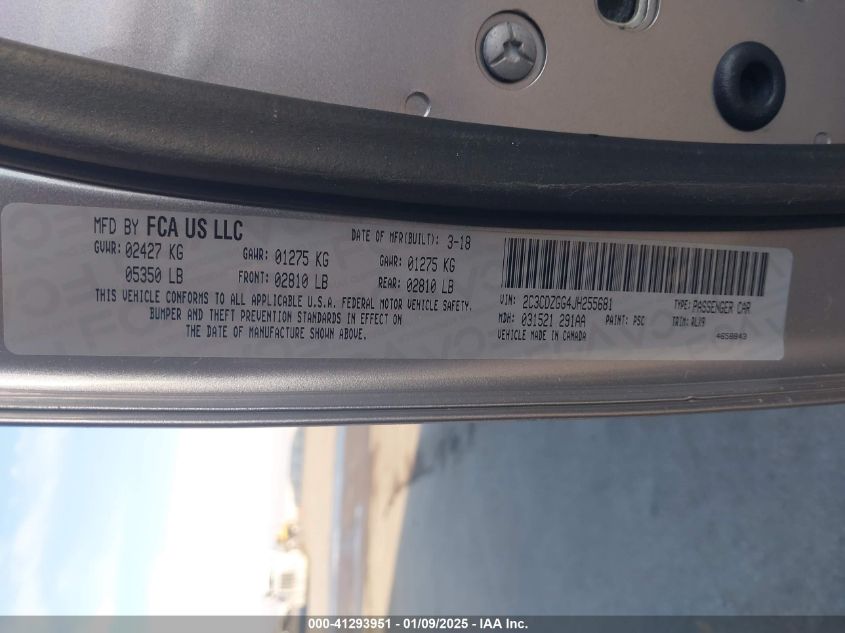 MFD BY FCA US LLC DATE OF MFR(BUILT): 3-18
GVWR: 02427 KG GAWR: 01275 KG GAWR: 01275 KG
05350 LB FRONT: 02810 LB REAR: 02810 LB
THIS VEHICLE CONFORMS TO ALL APPLICABLE U.S.A. FEDERAL MOTOR VEHICLE SAFETY,
BUMPER AND THEFT PREVENTION STANDARDS IN EFFECT ON
THE DATE OF MANUFACTURE SHOWN ABOVE.
VIN: 2C3CDZGG4JH255681 TYPE: PASSENGER CAR
MDH: 031521 291AA PAINT: PSC TRIM: RLX9
VEHICLE MADE IN CANADA 4658843
000-41293951 - 01/09/2025 - IAA Inc.